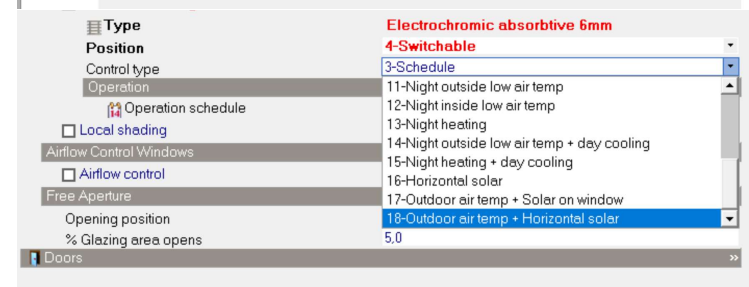 Type Electrochromic absorbtive 6mm
Position 4-Switchable
Control type 3-Schedule
Operation 11-Night outside low air temp
12-Night inside low air temp
14 Operation schedule 13-Night heating
Local shading 14-Night outside low air temp + day cooling
Airflow Control Windows 15-Night heating + day cooling
Airflow control 16-Horizontal solar
Free Aperture 17-Outdoor air temp + Solar on window
Opening position 18-Outdoor air temp + Horizontal solar
% Glazing area opens 5,0
Doors »